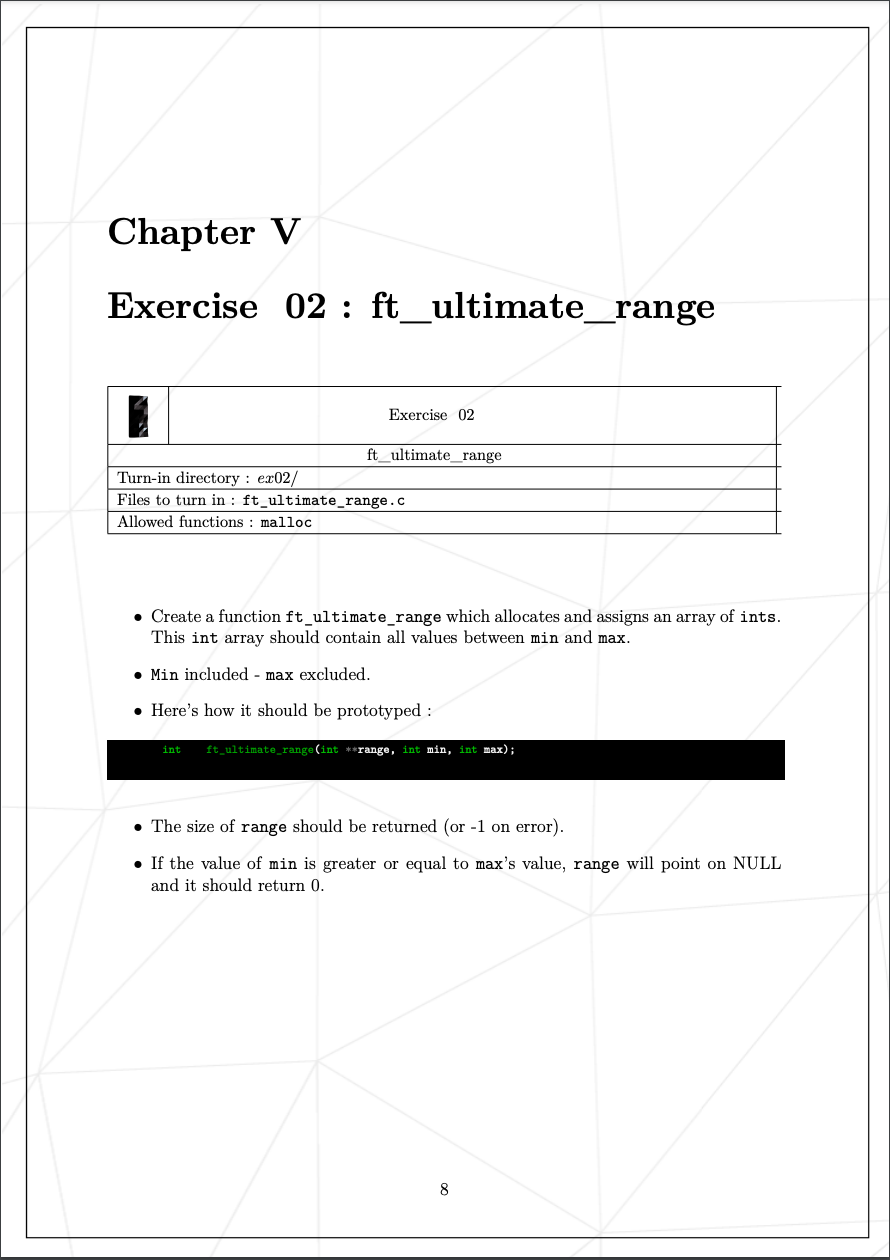 Chapter V
Exercise 02 : ft_ultimate_range
Exercise 02
ft_ultimate_range
Turn-in directory : ex02/
Files to turn in : ft_ultimate_range.c
Allowed functions : malloc
• Create a function ft_ultimate_range which allocates and assigns an array of ints.
This int array should contain all values between min and max.
• Min included - max excluded.
• Here's how it should be prototyped :
int ft_ultimate_range(int **range, int min, int max);
• The size of range should be returned (or -1 on error).
• If the value of min is greater or equal to max's value, range will point on NULL
and it should return 0.
8